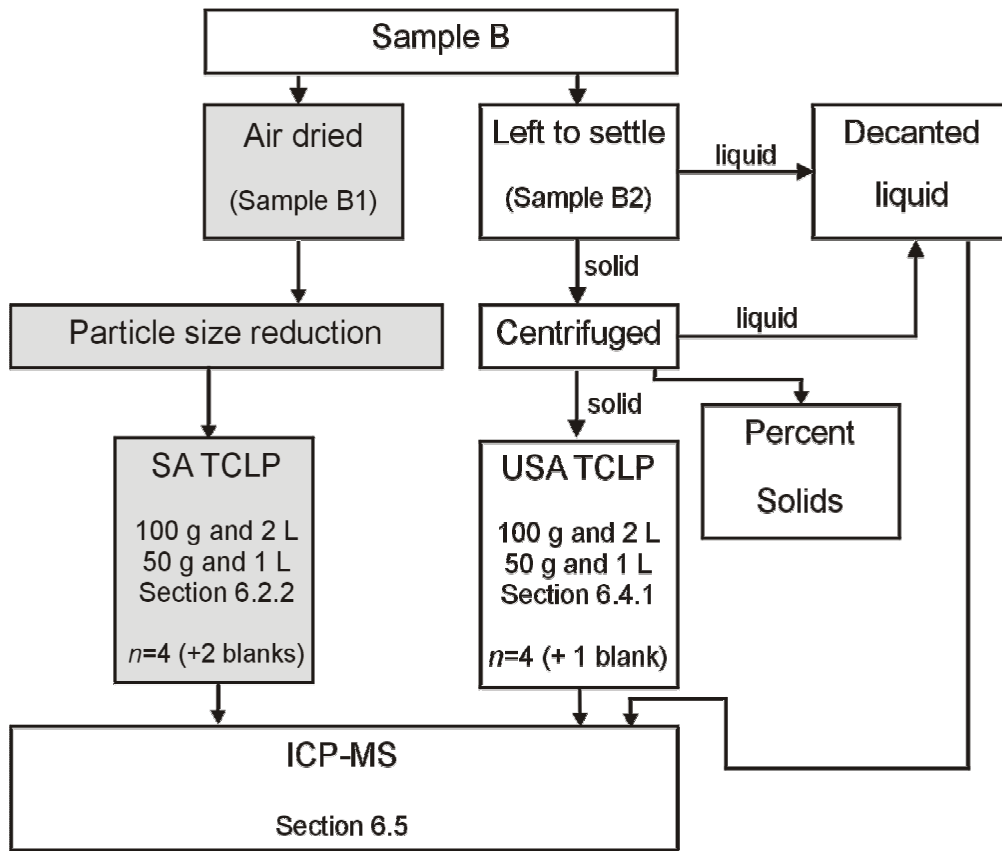 Sample B
Air dried
(Sample B1)
Left to settle
(Sample B2)
liquid
Decanted
liquid
solid
Particle size reduction
Centrifuged
liquid
solid
Percent
Solids
SA TCLP
100 g and 2 L
50 g and 1 L
Section 6.2.2
n=4 (+2 blanks)
USA TCLP
100 g and 2 L
50 g and 1 L
Section 6.4.1
n=4 (+ 1 blank)
ICP-MS
Section 6.5